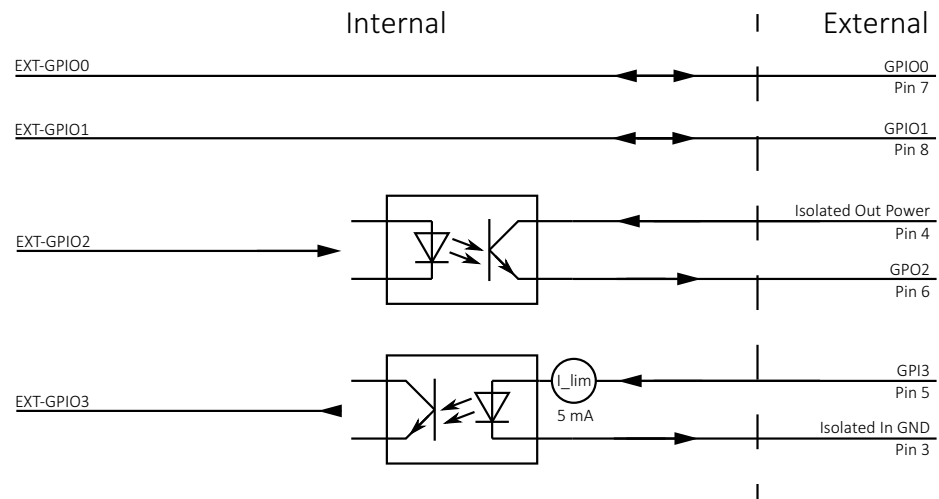 Internal
External
EXT-GPIO0
GPIO0
Pin 7
EXT-GPIO1
GPIO1
Pin 8
Isolated Out Power
Pin 4
EXT-GPIO2
GPO2
Pin 6
GPI3
Pin 5
I_lim
5 mA
EXT-GPIO3
Isolated In GND
Pin 3